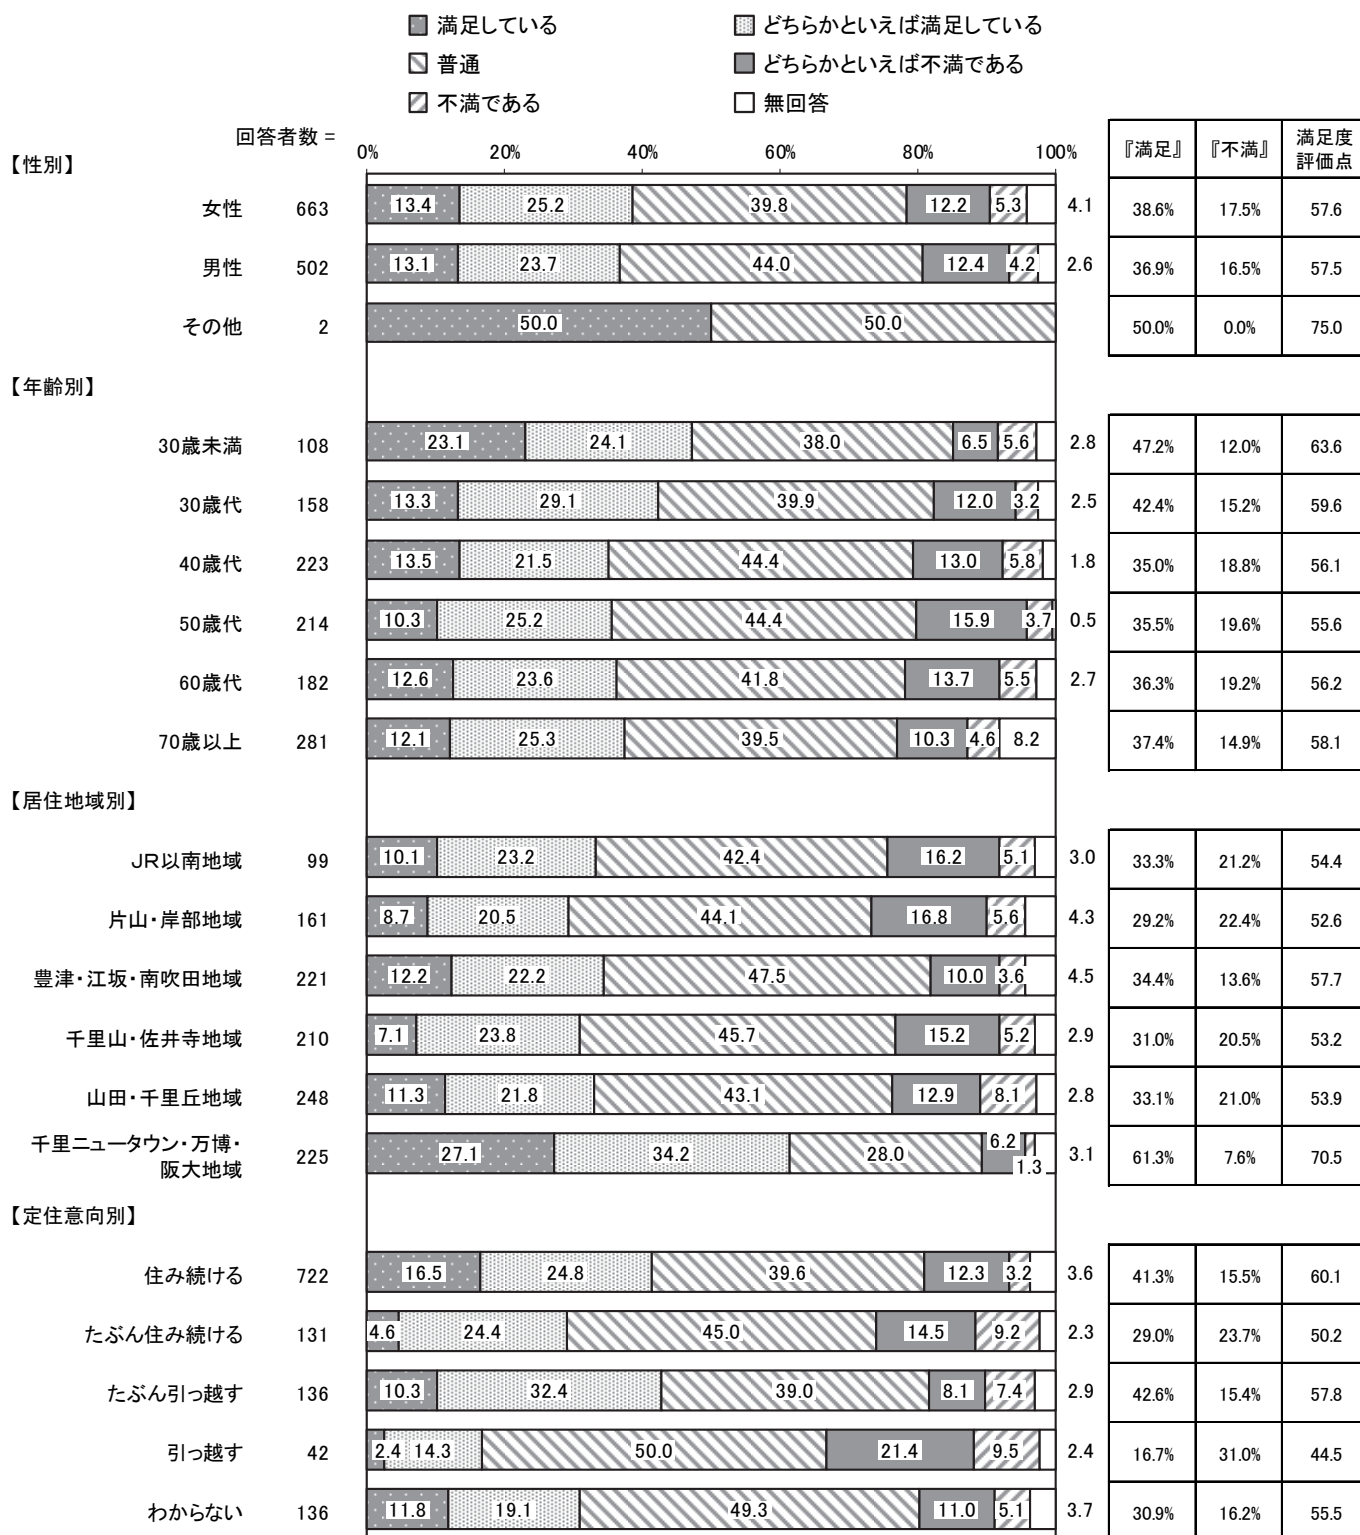 満足している どちらかといえば満足している
普通 どちらかといえば不満である
不満である 無回答
回答者数 = 0% 20% 40% 60% 80% 100% 『満足』 『不満』 満足度評価点
【性別】
女性 663 13.4 25.2 39.8 12.2 5.3 4.1 38.6% 17.5% 57.6
男性 502 13.1 23.7 44.0 12.4 4.2 2.6 36.9% 16.5% 57.5
その他 2 50.0 50.0 50.0% 0.0% 75.0
【年齢別】
30歳未満 108 23.1 24.1 38.0 6.5 5.6 2.8 47.2% 12.0% 63.6
30歳代 158 13.3 29.1 39.9 12.0 3.2 2.5 42.4% 15.2% 59.6
40歳代 223 13.5 21.5 44.4 13.0 5.8 1.8 35.0% 18.8% 56.1
50歳代 214 10.3 25.2 44.4 15.9 3.7 0.5 35.5% 19.6% 55.6
60歳代 182 12.6 23.6 41.8 13.7 5.5 2.7 36.3% 19.2% 56.2
70歳以上 281 12.1 25.3 39.5 10.3 4.6 8.2 37.4% 14.9% 58.1
【居住地域別】
JR以南地域 99 10.1 23.2 42.4 16.2 5.1 3.0 33.3% 21.2% 54.4
片山・岸部地域 161 8.7 20.5 44.1 16.8 5.6 4.3 29.2% 22.4% 52.6
豊津・江坂・南吹田地域 221 12.2 22.2 47.5 10.0 3.6 4.5 34.4% 13.6% 57.7
千里山・佐井寺地域 210 7.1 23.8 45.7 15.2 5.2 2.9 31.0% 20.5% 53.2
山田・千里丘地域 248 11.3 21.8 43.1 12.9 8.1 2.8 33.1% 21.0% 53.9
千里ニュータウン・万博・
阪大地域 225 27.1 34.2 28.0 6.2 1.3 3.1 61.3% 7.6% 70.5
【定住意向別】
住み続ける 722 16.5 24.8 39.6 12.3 3.2 3.6 41.3% 15.5% 60.1
たぶん住み続ける 131 4.6 24.4 45.0 14.5 9.2 2.3 29.0% 23.7% 50.2
たぶん引っ越す 136 10.3 32.4 39.0 8.1 7.4 2.9 42.6% 15.4% 57.8
引っ越す 42 2.4 14.3 50.0 21.4 9.5 2.4 16.7% 31.0% 44.5
わからない 136 11.8 19.1 49.3 11.0 5.1 3.7 30.9% 16.2% 55.5